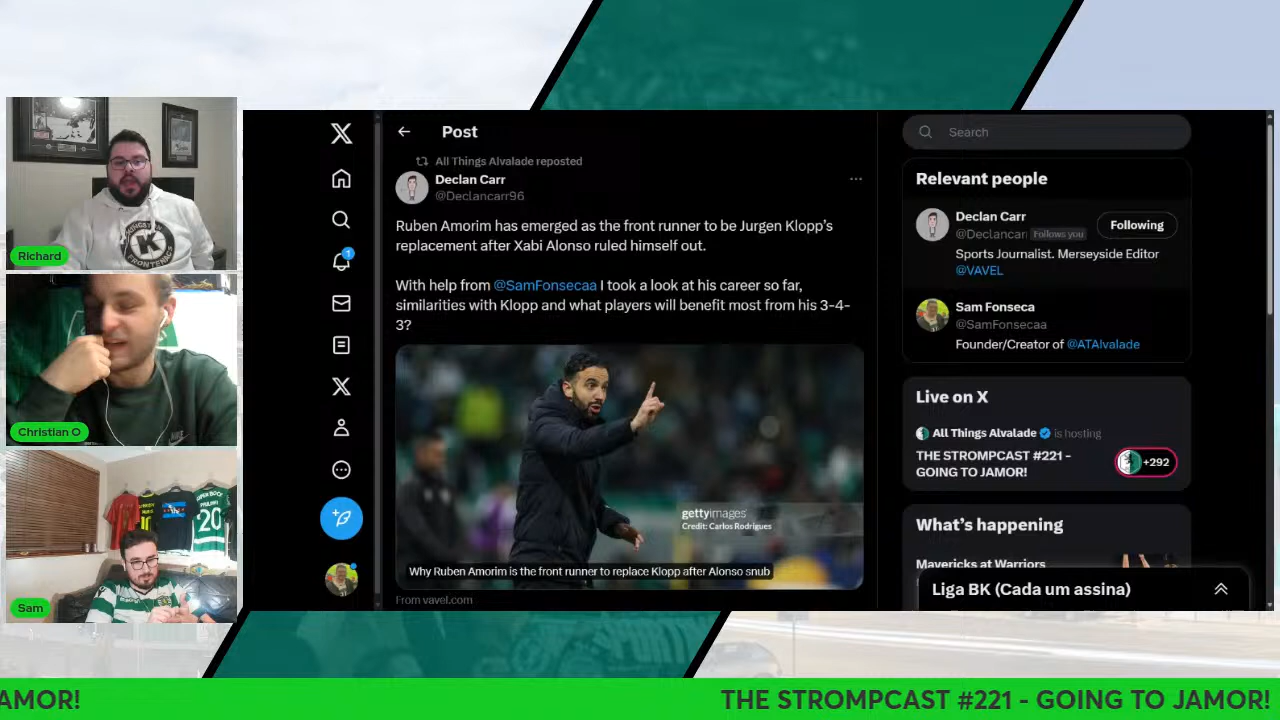 Richard
Christian O
Sam
SUPER BOCK
20
K
FRONTENAC
Post
All Things Alvalade reposted
Declan Carr
@Declancarr96
Ruben Amorim has emerged as the front runner to be Jurgen Klopp’s
replacement after Xabi Alonso ruled himself out.
With help from @SamFonsecaa I took a look at his career so far,
similarities with Klopp and what players will benefit most from his 3-4-
3?
gettyimages
Credit: Carlos Rodrigues
Why Ruben Amorim is the front runner to replace Klopp after Alonso snub
From vavel.com
1
Search
Relevant people
Declan Carr
@Declancarr Follows you
Following
Sports Journalist. Merseyside Editor
@VAVEL
Sam Fonseca
@SamFonsecaa
Founder/Creator of @ATAlvalade
Live on X
All Things Alvalade is hosting
THE STROMPCAST #221 -
GOING TO JAMOR!
+292
What’s happening
Mavericks at Warriors
Liga BK (Cada um assina)
AMOR!
THE STROMPCAST #221 - GOING TO JAMOR!